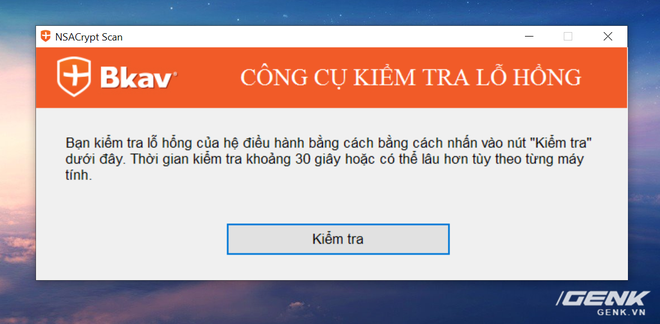 NSACrypt Scan
Bkav®
CÔNG CỤ KIỂM TRA LỖ HỔNG
Bạn kiểm tra lỗ hổng của hệ điều hành bằng cách bằng cách nhấn vào nút "Kiểm tra"
dưới đây. Thời gian kiểm tra khoảng 30 giây hoặc có thể lâu hơn tùy theo từng máy
tính.
Kiểm tra
GENK
GENK.VN